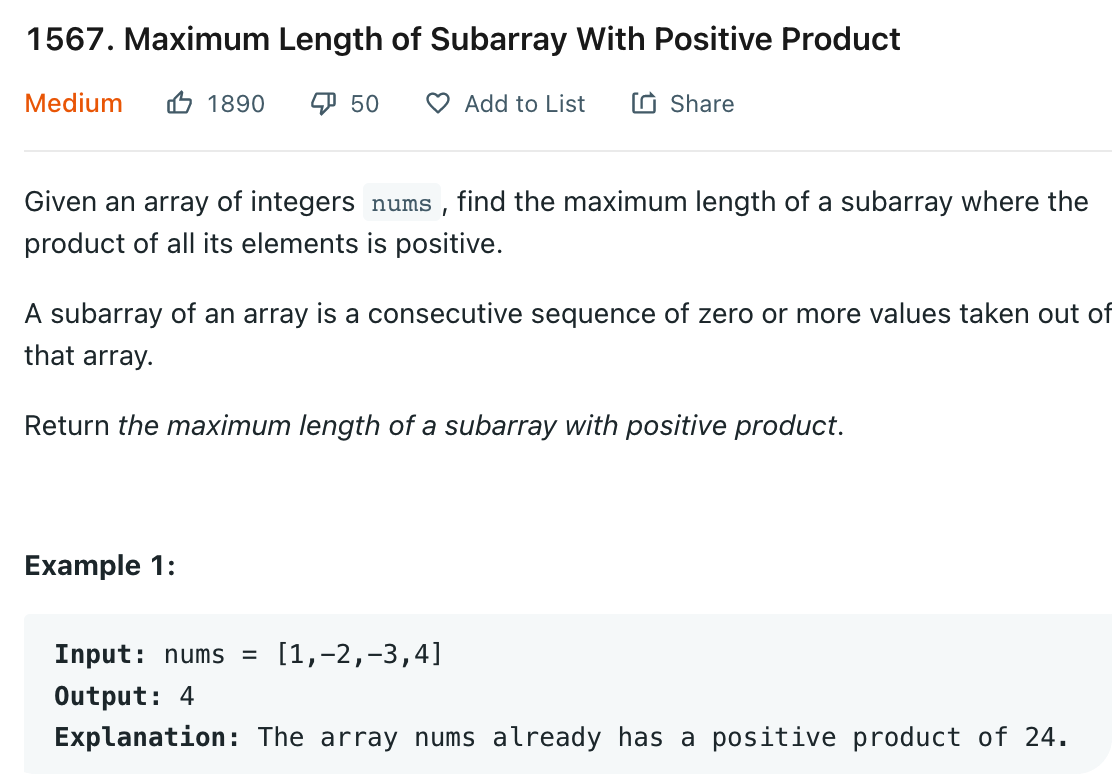 1567. Maximum Length of Subarray With Positive Product
Medium 1890 50 Add to List Share
Given an array of integers nums, find the maximum length of a subarray where the
product of all its elements is positive.
A subarray of an array is a consecutive sequence of zero or more values taken out of
that array.
Return the maximum length of a subarray with positive product.
Example 1:
Input: nums = [1,-2,-3,4]
Output: 4
Explanation: The array nums already has a positive product of 24.